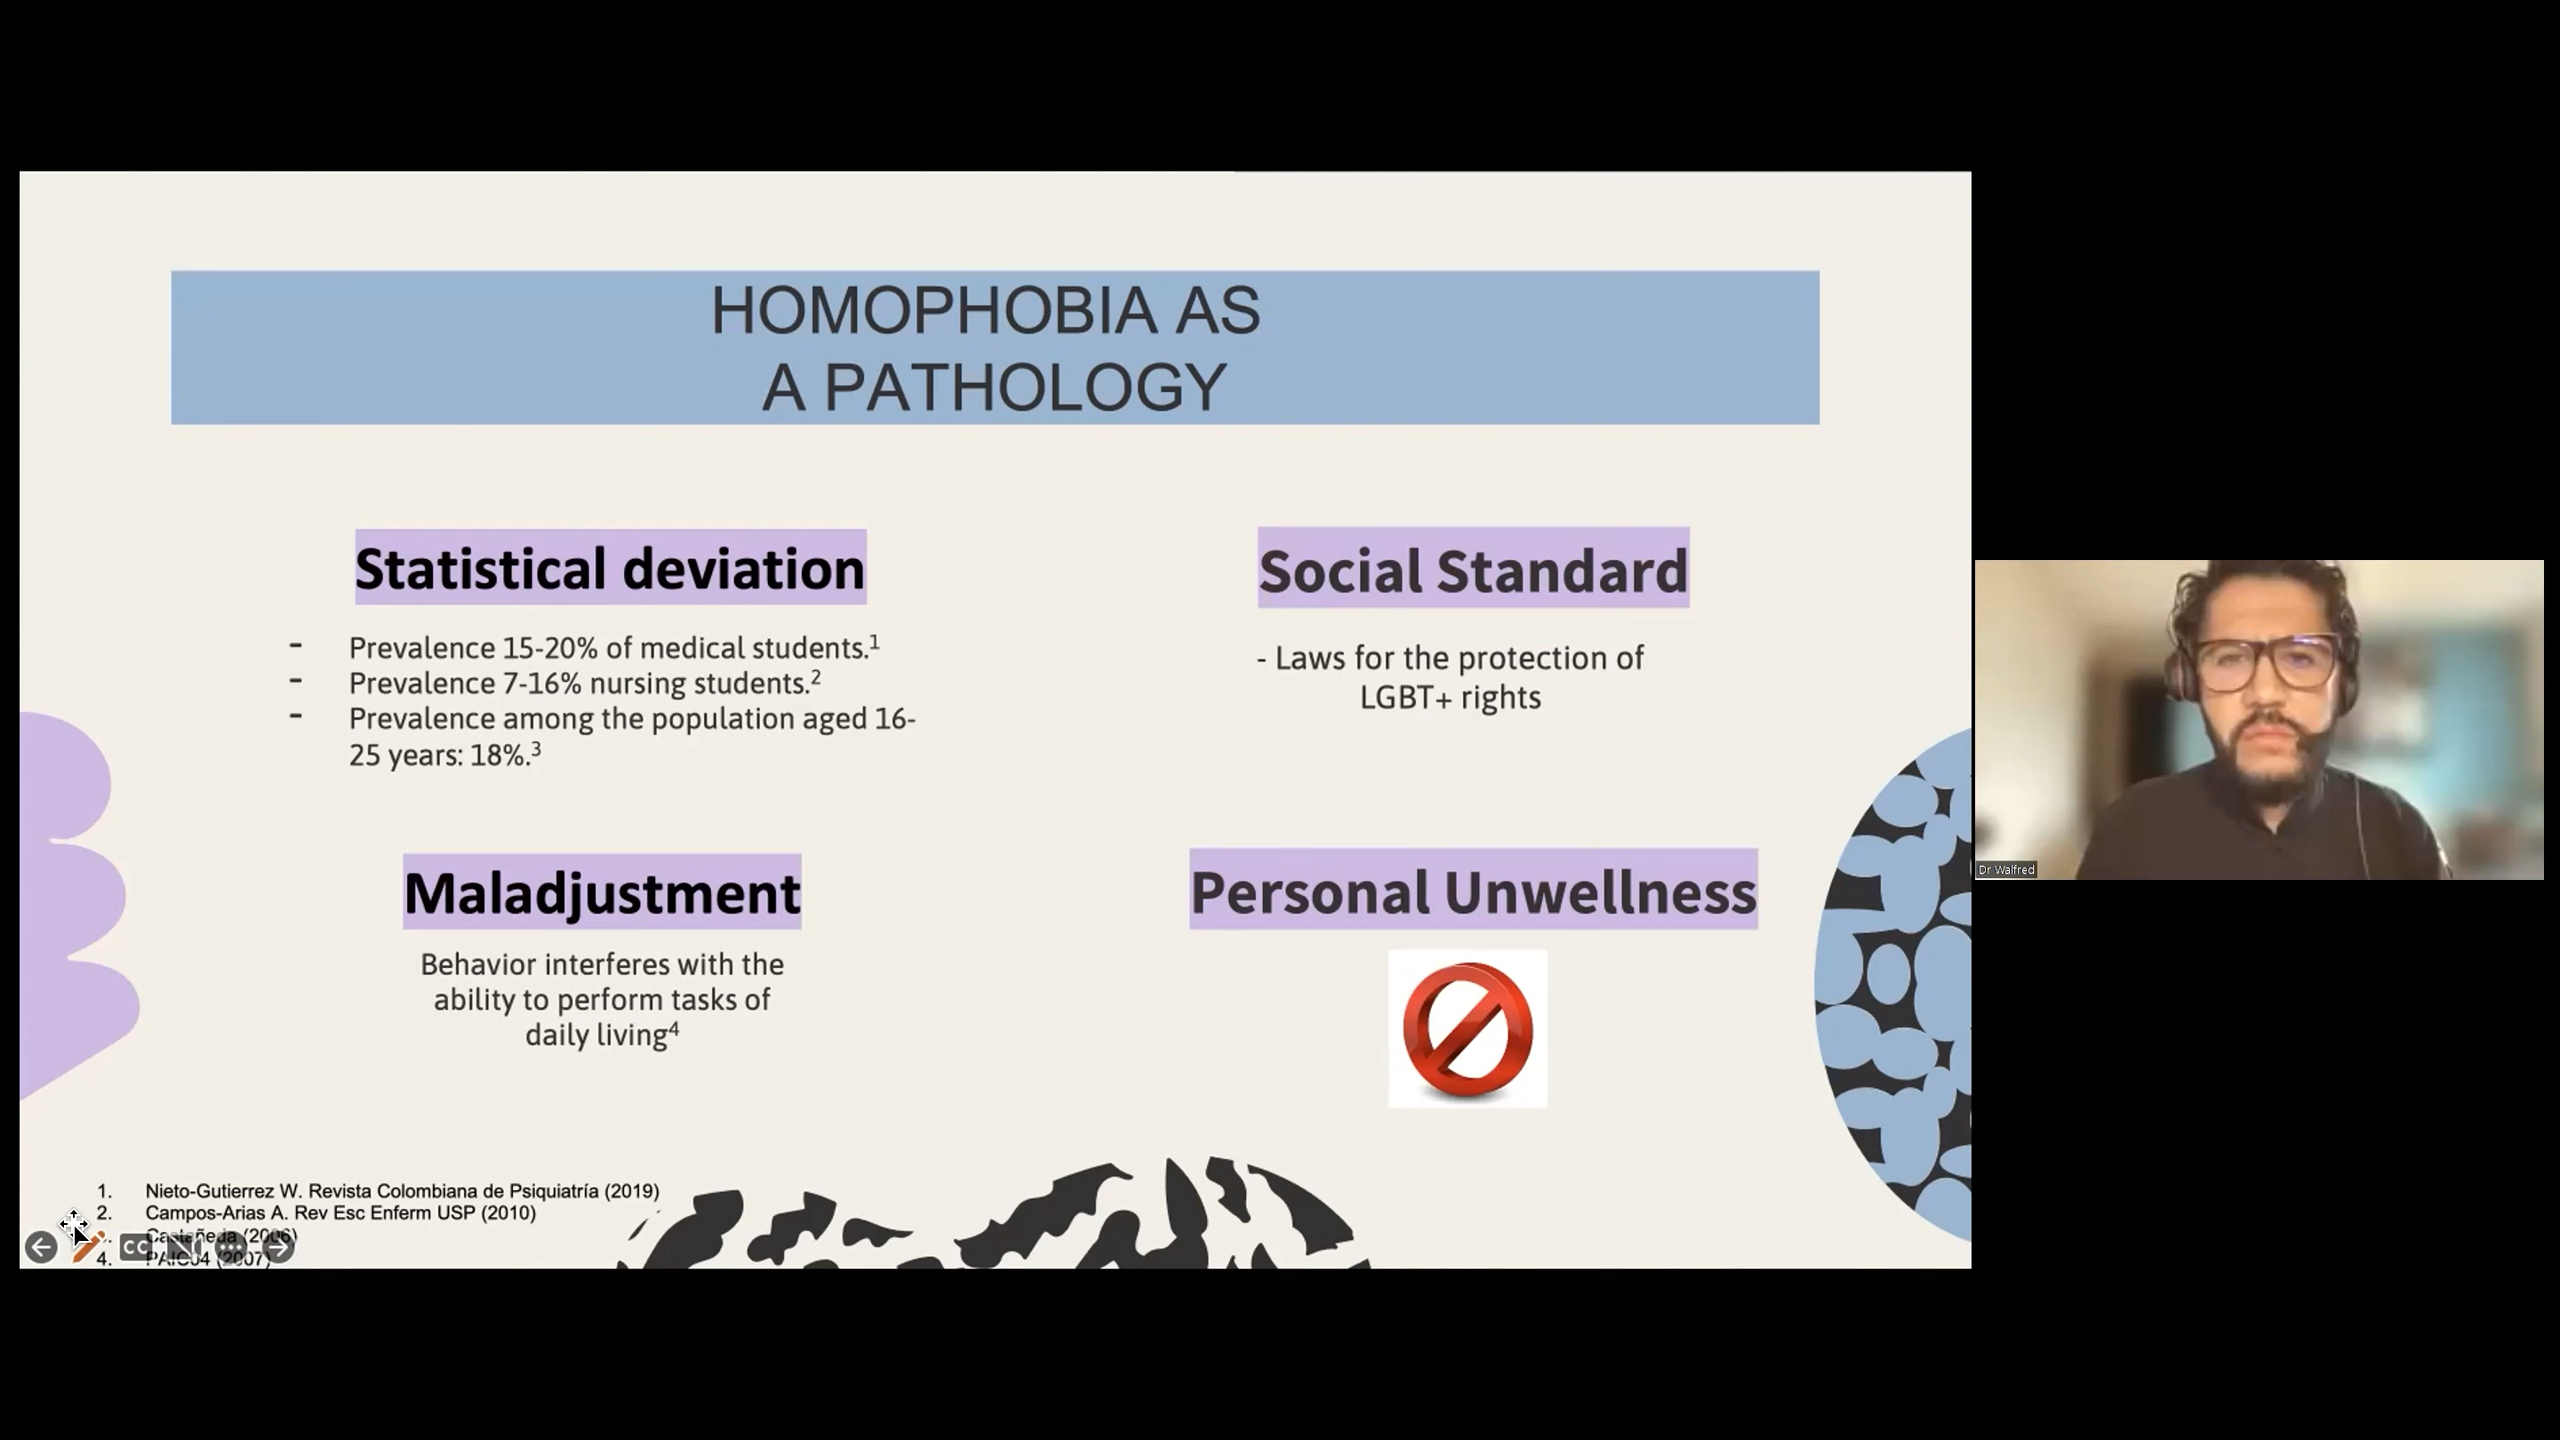 HOMOPHOBIA AS
A PATHOLOGY
Statistical deviation
- Prevalence 15-20% of medical students.¹
- Prevalence 7-16% nursing students.²
- Prevalence among the population aged 16-
25 years: 18%.³
Social Standard
- Laws for the protection of
LGBT+ rights
Maladjustment
Behavior interferes with the
ability to perform tasks of
daily living⁴
Personal Unwellness
1. Nieto-Gutierrez W. Revista Colombiana de Psiquiatría (2019)
2. Campos-Arias A. Rev Esc Enferm USP (2010)
Castañeda (2006)
4. (2007)
CC
Dr Walfred